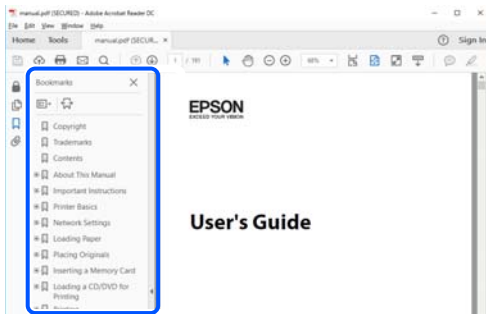 manual.pdf (SECURED) - Adobe Acrobat Reader DC
File Edit View Window Help
Home Tools manual.pdf (SECUR... ×
Sign In
1 / 191
Bookmarks
EPSON
EXCEED YOUR VISION
Copyright
Trademarks
Contents
About This Manual
Important Instructions
Printer Basics
Network Settings
User's Guide
Loading Paper
Placing Originals
Inserting a Memory Card
Loading a CD/DVD for
Printing